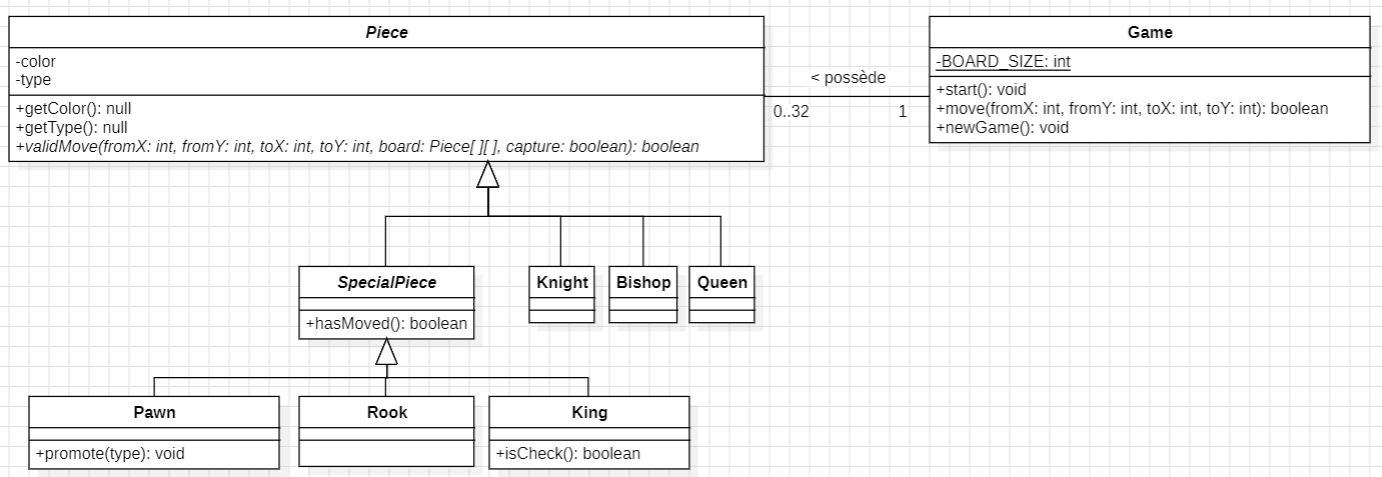 Piece
-color
-type
+getColor(): null
+getType(): null
+validMove(fromX: int, fromY: int, toX: int, toY: int, board: Piece[ ][ ], capture: boolean): boolean
< possède
0..32
1
Game
-BOARD_SIZE: int
+start(): void
+move(fromX: int, fromY: int, toX: int, toY: int): boolean
+newGame(): void
SpecialPiece
+hasMoved(): boolean
Knight
Bishop
Queen
Pawn
+promote(type): void
Rook
King
+isCheck(): boolean